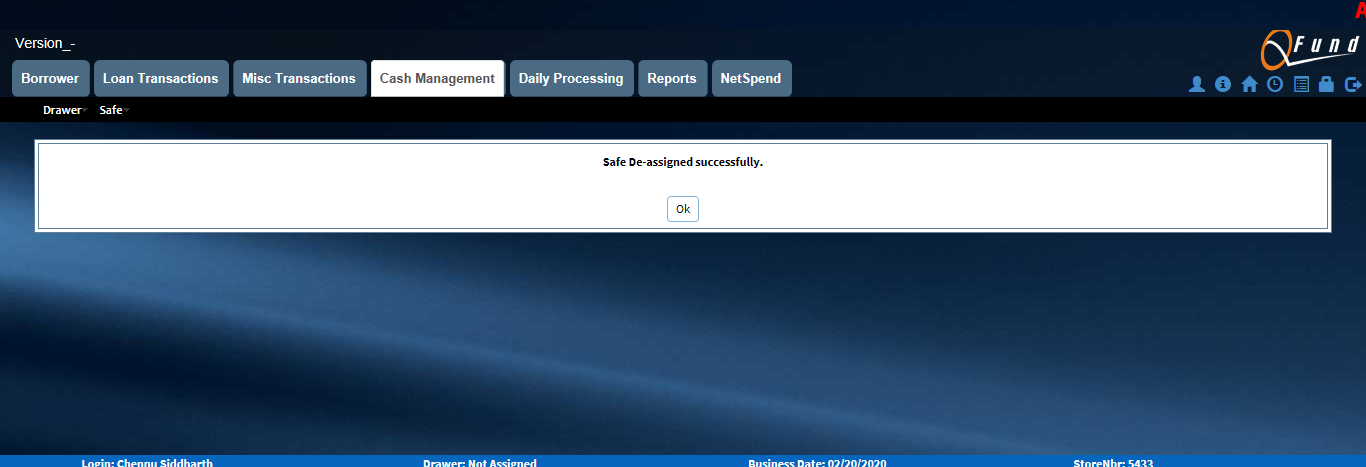 A
Version_-
QFund
Borrower Loan Transactions Misc Transactions Cash Management Daily Processing Reports NetSpend
Drawer Safe
Safe De-assigned successfully.
Ok
Login: Chennu Siddharth Drawer: Not Assigned Business Date: 02/20/2020 StoreNbr: 5433